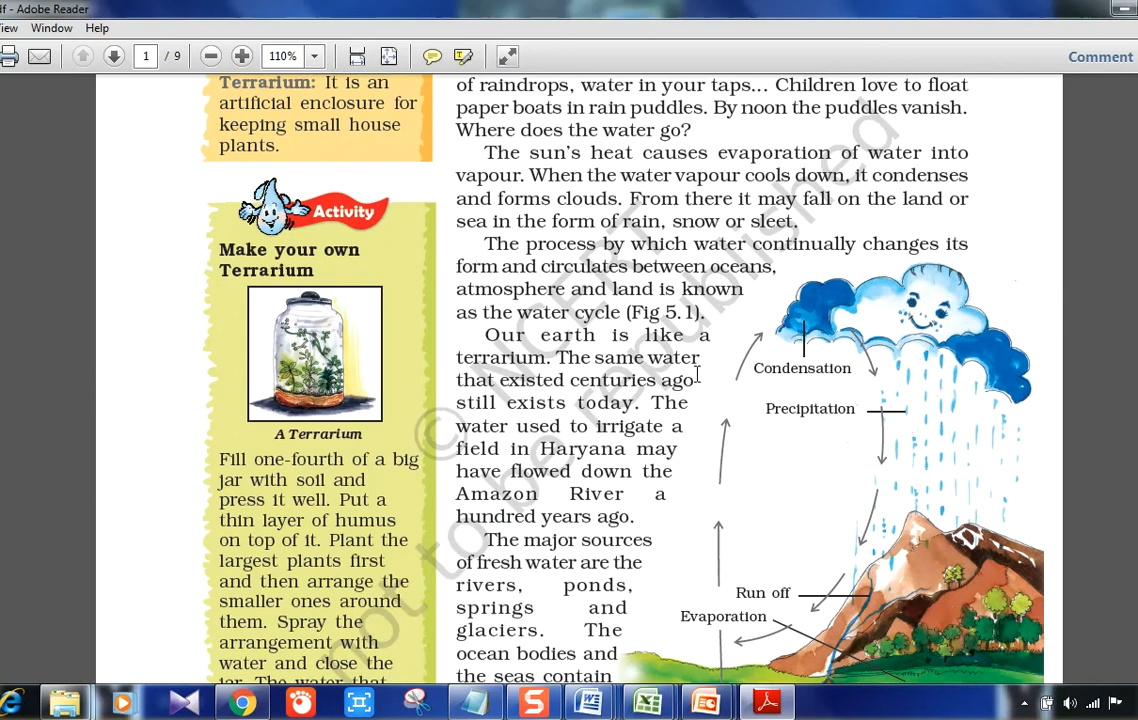 df - Adobe Reader
View Window Help
1 / 9 110% Comment
Terrarium: It is an
artificial enclosure for
keeping small house
plants.
Activity
Make your own
Terrarium
A Terrarium
Fill one-fourth of a big
jar with soil and
press it well. Put a
thin layer of humus
on top of it. Plant the
largest plants first
and then arrange the
smaller ones around
them. Spray the
arrangement with
water and close the
jar. The water that
of raindrops, water in your taps... Children love to float
paper boats in rain puddles. By noon the puddles vanish.
Where does the water go?
The sun's heat causes evaporation of water into
vapour. When the water vapour cools down, it condenses
and forms clouds. From there it may fall on the land or
sea in the form of rain, snow or sleet.
The process by which water continually changes its
form and circulates between oceans,
atmosphere and land is known
as the water cycle (Fig 5.1).
Our earth is like a
terrarium. The same water
that existed centuries ago
still exists today. The
water used to irrigate a
field in Haryana may
have flowed down the
Amazon River a
hundred years ago.
The major sources
of fresh water are the
rivers, ponds,
springs and
glaciers. The
ocean bodies and
the seas contain
Condensation
Precipitation
Run off
Evaporation
© NCERT
not to be republished